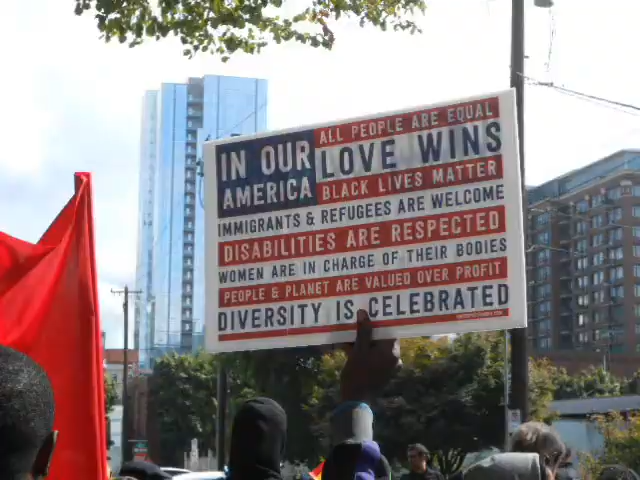 IN OUR AMERICA
ALL PEOPLE ARE EQUAL
LOVE WINS
BLACK LIVES MATTER
IMMIGRANTS & REFUGEES ARE WELCOME
DISABILITIES ARE RESPECTED
WOMEN ARE IN CHARGE OF THEIR BODIES
PEOPLE & PLANET ARE VALUED OVER PROFIT
DIVERSITY IS CELEBRATED